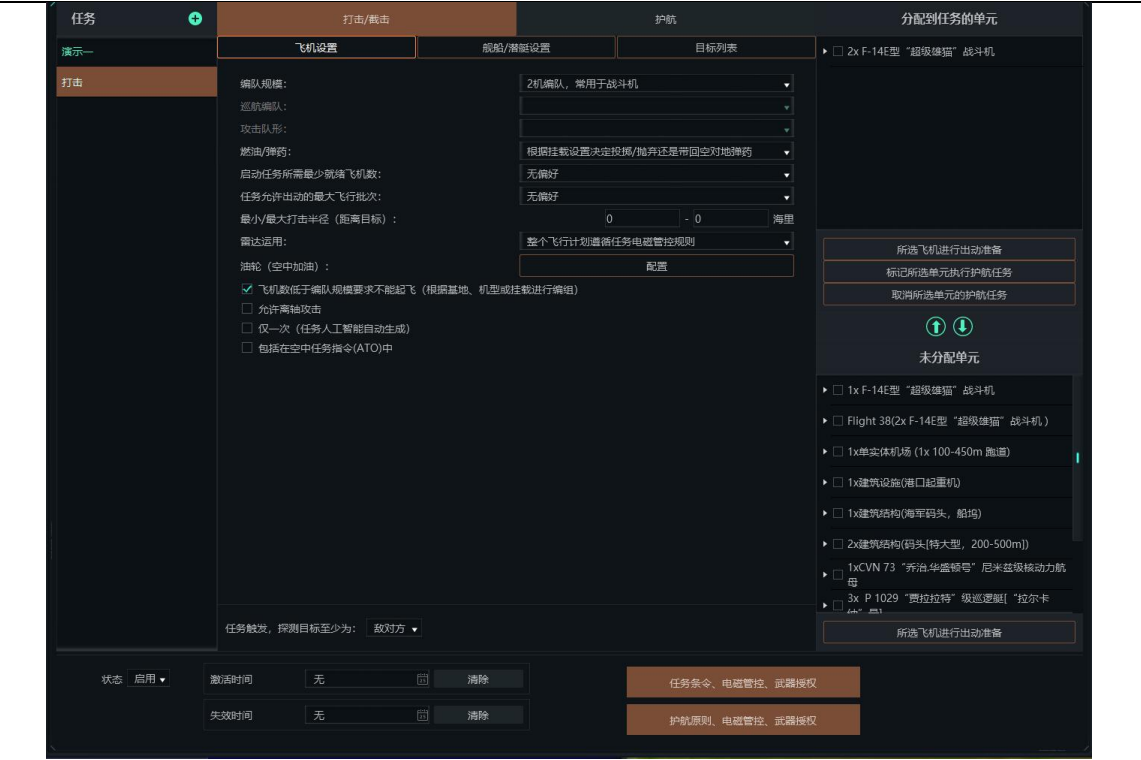 任务
打击/截击
护航
分配到任务的单元
演示一
打击
飞机设置
舰船/潜艇设置
目标列表
编队规模:
2机编队，常用于战斗机
巡航编队:
攻击队形:
燃油/弹药:
根据挂载设置决定投掷/抛弃还是带回空对地弹药
启动任务所需最少就绪飞机数:
无偏好
任务允许出动的最大飞行批次:
无偏好
最小/最大打击半径（距离目标）:
0 - 0 海里
雷达运用:
整个飞行计划遵循任务电磁管控规则
油轮（空中加油）:
配置
飞机数低于编队规模要求不能起飞（根据基地、机型或挂载进行编组）
允许离轴攻击
仅一次（任务人工智能自动生成）
包括在空中任务指令(ATO)中
任务触发，探测目标至少为: 敌对方
2x F-14E型“超级雄猫”战斗机
所选飞机进行出动准备
标记所选单元执行护航任务
取消所选单元的护航任务
未分配单元
1x F-14E型“超级雄猫”战斗机
Flight 38(2x F-14E型“超级雄猫”战斗机)
1x单实体机场 (1x 100-450m 跑道)
1x建筑设施(港口起重机)
1x建筑结构(海军码头，船坞)
2x建筑结构(码头[特大型，200-500m])
1xCVN 73“乔治.华盛顿号”尼米兹级核动力航
母
3x P 1029“贾拉拉特”级巡逻艇[“拉尔卡
所选飞机进行出动准备
状态 启用
激活时间 无 清除
失效时间 无 清除
任务条令、电磁管控、武器授权
护航原则、电磁管控、武器授权